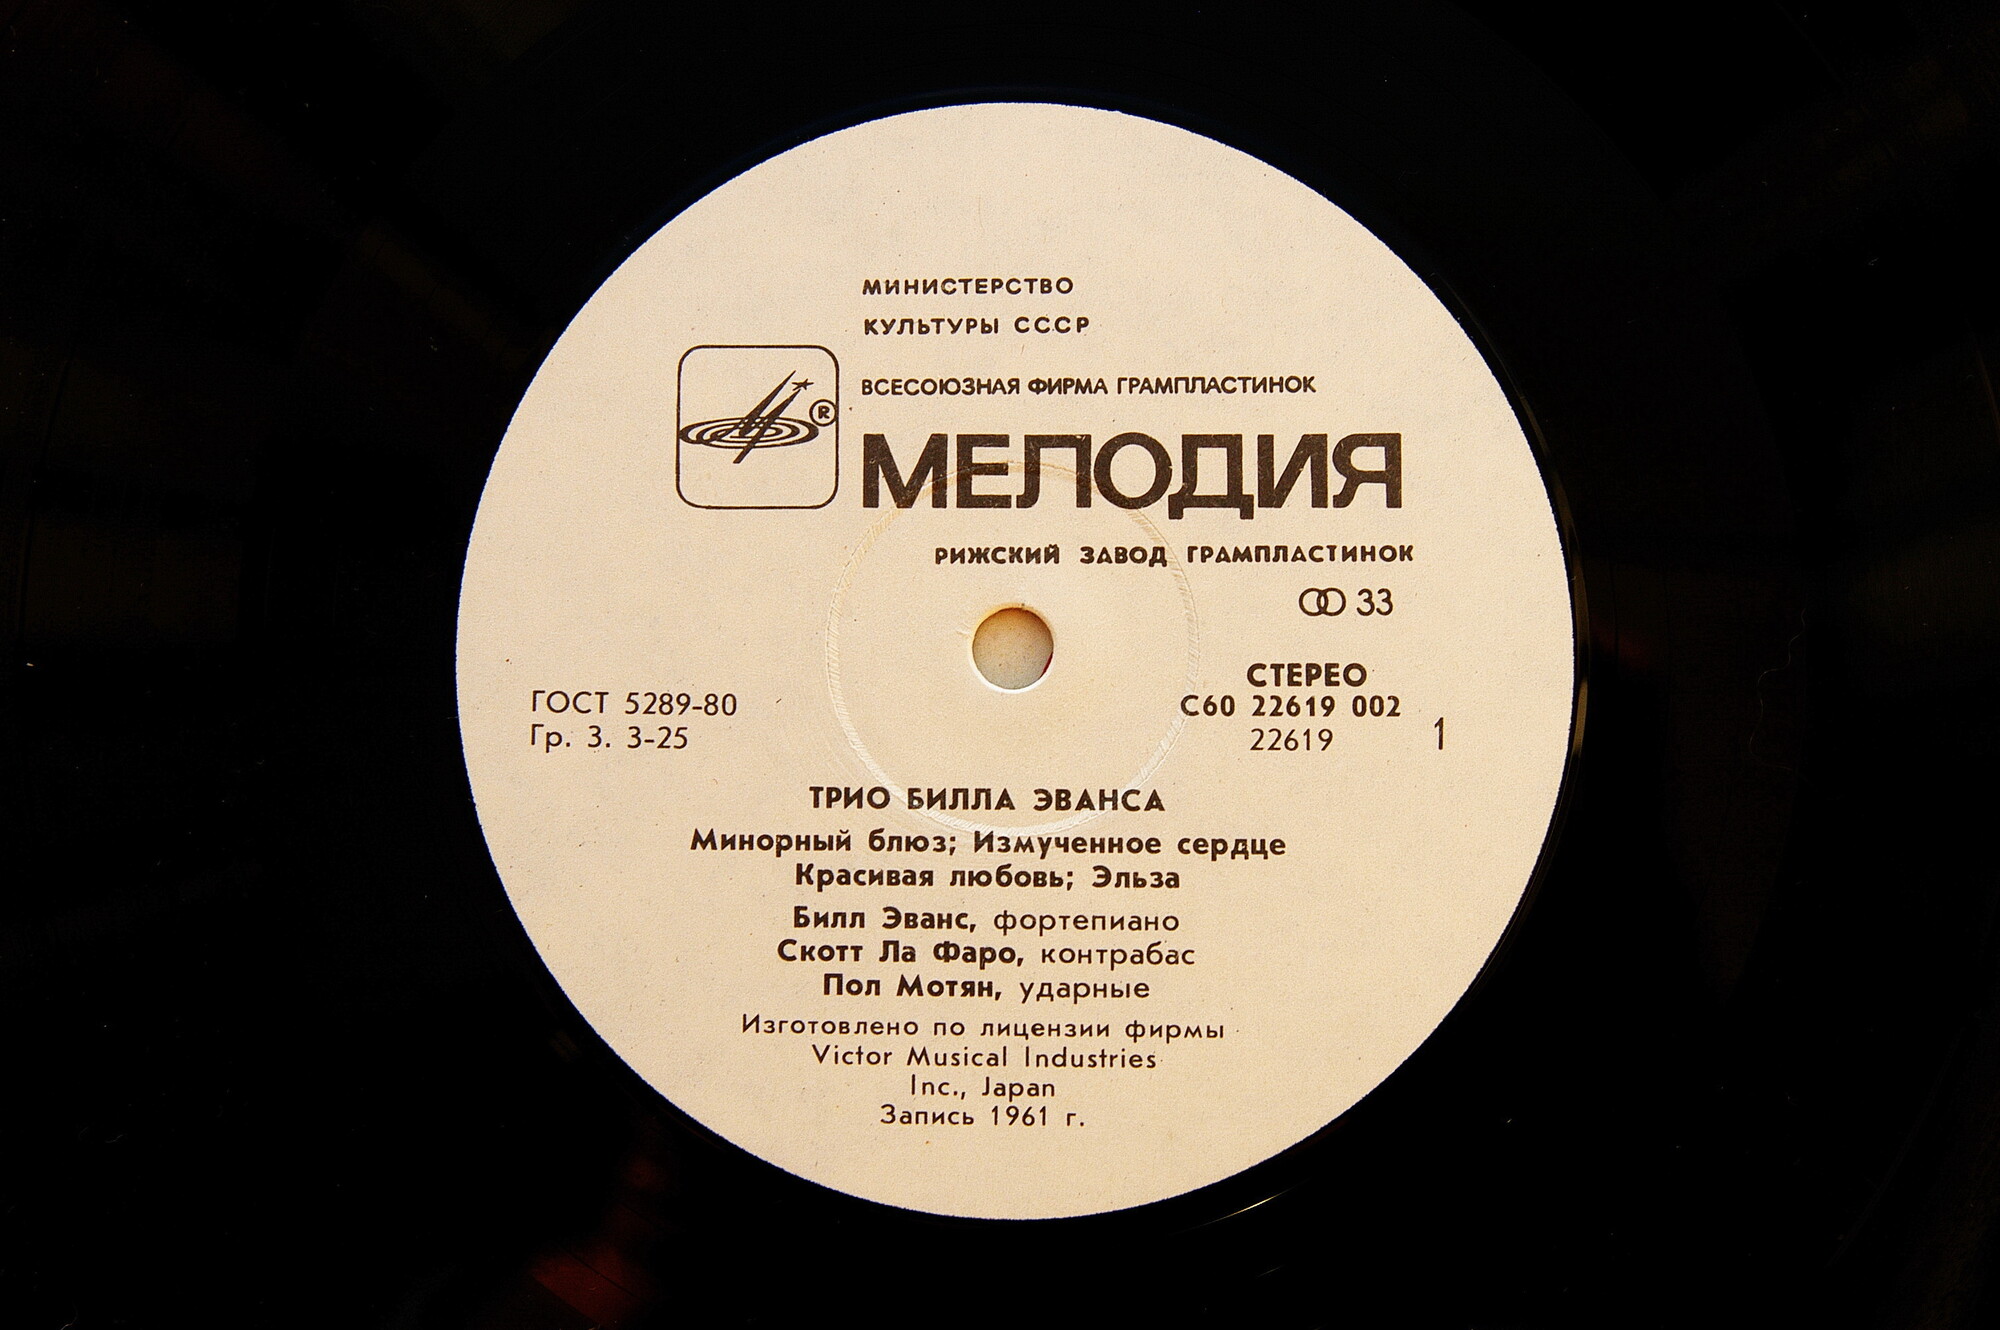 МИНИСТЕРСТВО
КУЛЬТУРЫ СССР
ВСЕСОЮЗНАЯ ФИРМА ГРАМПЛАСТИНОК
®
МЕЛОДИЯ
РИЖСКИЙ ЗАВОД ГРАМПЛАСТИНОК
33
ГОСТ 5289-80
Гр. 3. 3-25
СТЕРЕО
С60 22619 002
22619
1
ТРИО БИЛЛА ЭВАНСА
Минорный блюз; Измученное сердце
Красивая любовь; Эльза
Билл Эванс, фортепиано
Скотт Ла Фаро, контрабас
Пол Мотян, ударные
Изготовлено по лицензии фирмы
Victor Musical Industries
Inc., Japan
Запись 1961 г.